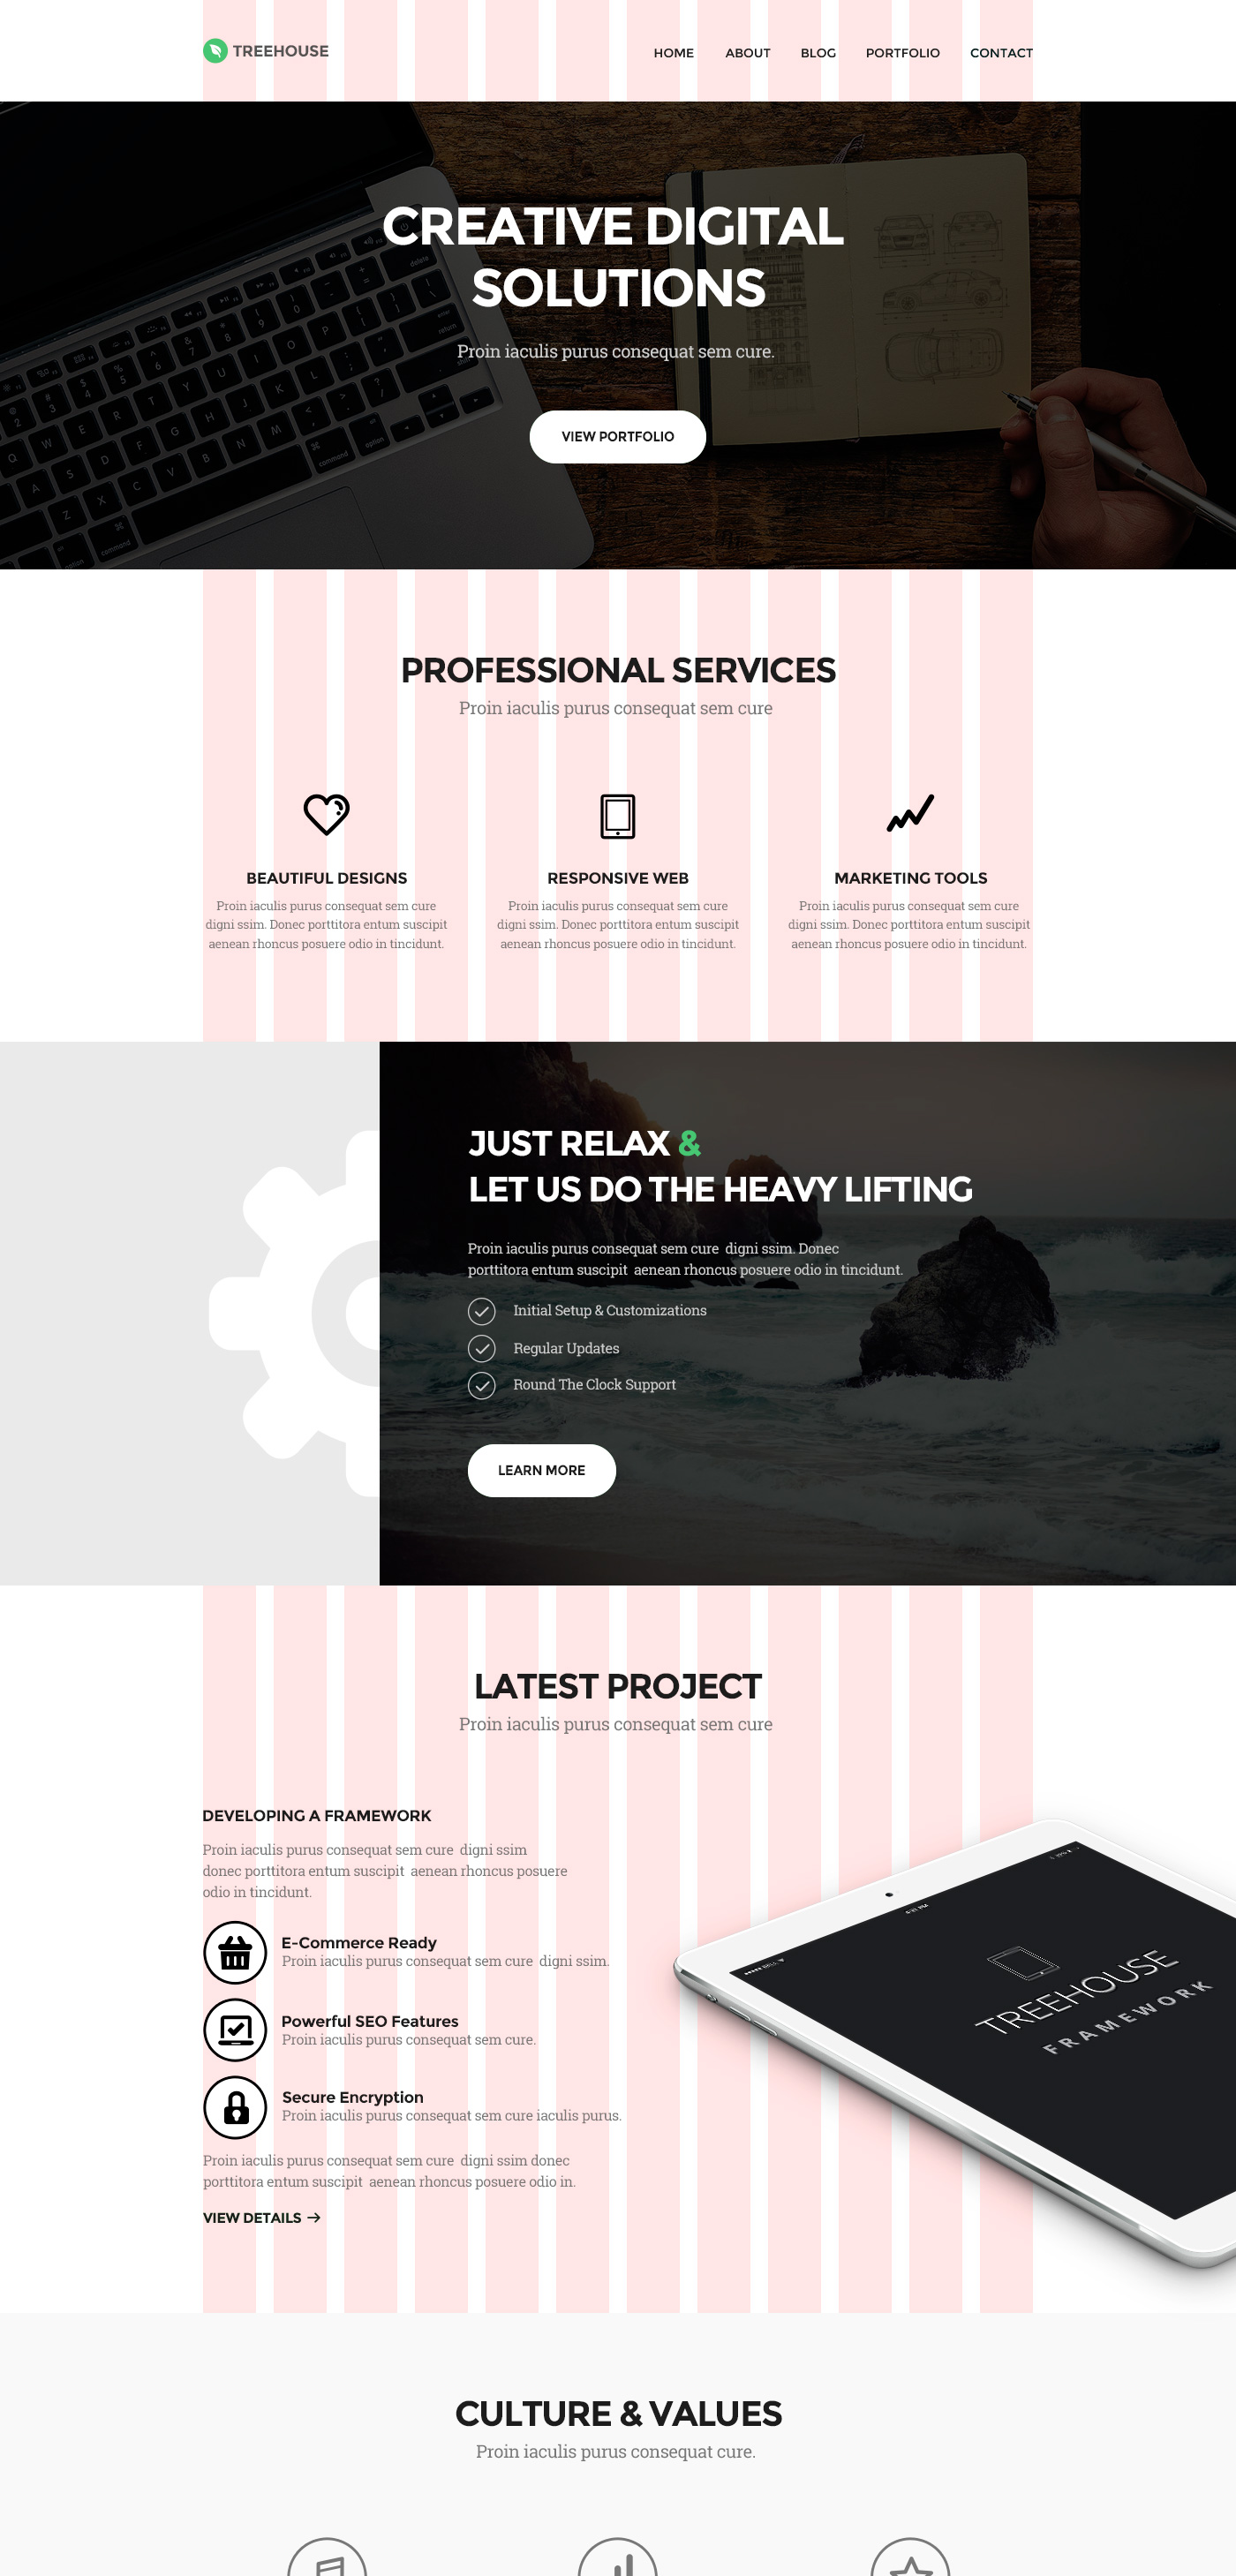 TREEHOUSE
HOME ABOUT BLOG PORTFOLIO CONTACT
CREATIVE DIGITAL
SOLUTIONS
Proin iaculis purus consequat sem cure.
VIEW PORTFOLIO
PROFESSIONAL SERVICES
Proin iaculis purus consequat sem cure
BEAUTIFUL DESIGNS
Proin iaculis purus consequat sem cure
digni ssim. Donec porttitora entum suscipit
aenean rhoncus posuere odio in tincidunt.
RESPONSIVE WEB
Proin iaculis purus consequat sem cure
digni ssim. Donec porttitora entum suscipit
aenean rhoncus posuere odio in tincidunt.
MARKETING TOOLS
Proin iaculis purus consequat sem cure
digni ssim. Donec porttitora entum suscipit
aenean rhoncus posuere odio in tincidunt.
JUST RELAX &
LET US DO THE HEAVY LIFTING
Proin iaculis purus consequat sem cure digni ssim. Donec
porttitora entum suscipit aenean rhoncus posuere odio in tincidunt.
Initial Setup & Customizations
Regular Updates
Round The Clock Support
LEARN MORE
LATEST PROJECT
Proin iaculis purus consequat sem cure
DEVELOPING A FRAMEWORK
Proin iaculis purus consequat sem cure digni ssim
donec porttitora entum suscipit aenean rhoncus posuere
odio in tincidunt.
E-Commerce Ready
Proin iaculis purus consequat sem cure digni ssim.
Powerful SEO Features
Proin iaculis purus consequat sem cure.
Secure Encryption
Proin iaculis purus consequat sem cure iaculis purus.
Proin iaculis purus consequat sem cure digni ssim donec
porttitora entum suscipit aenean rhoncus posuere odio in.
VIEW DETAILS →
TREEHOUSE
FRAMEWORK
CULTURE & VALUES
Proin iaculis purus consequat cure.